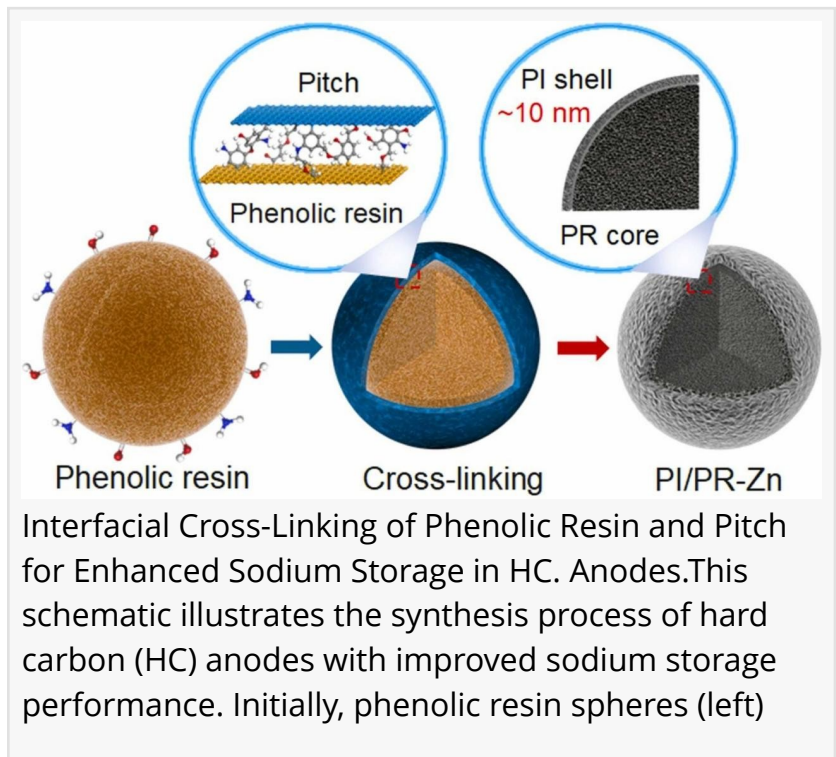 Pitch
Phenolic resin
PI shell
~10 nm
PR core
Phenolic resin
Cross-linking
PI/PR-Zn
Interfacial Cross-Linking of Phenolic Resin and Pitch
for Enhanced Sodium Storage in HC. Anodes.This
schematic illustrates the synthesis process of hard
carbon (HC) anodes with improved sodium storage
performance. Initially, phenolic resin spheres (left)